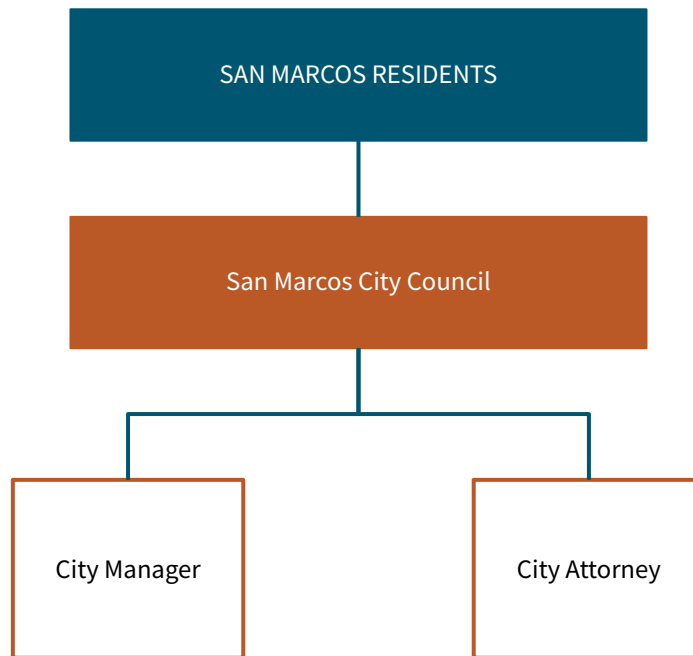 SAN MARCOS RESIDENTS
San Marcos City Council
City Manager
City Attorney